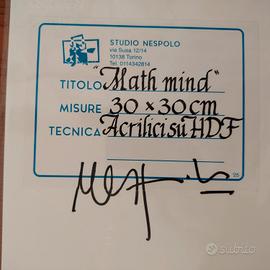 STUDIO NESPOLO
via Susa 12/14
10138 Torino
Tel. 0114342814
TITOLO "Math mind"
MISURE 30 x 30 cm
TECNICA Acrilici su HDF
subito